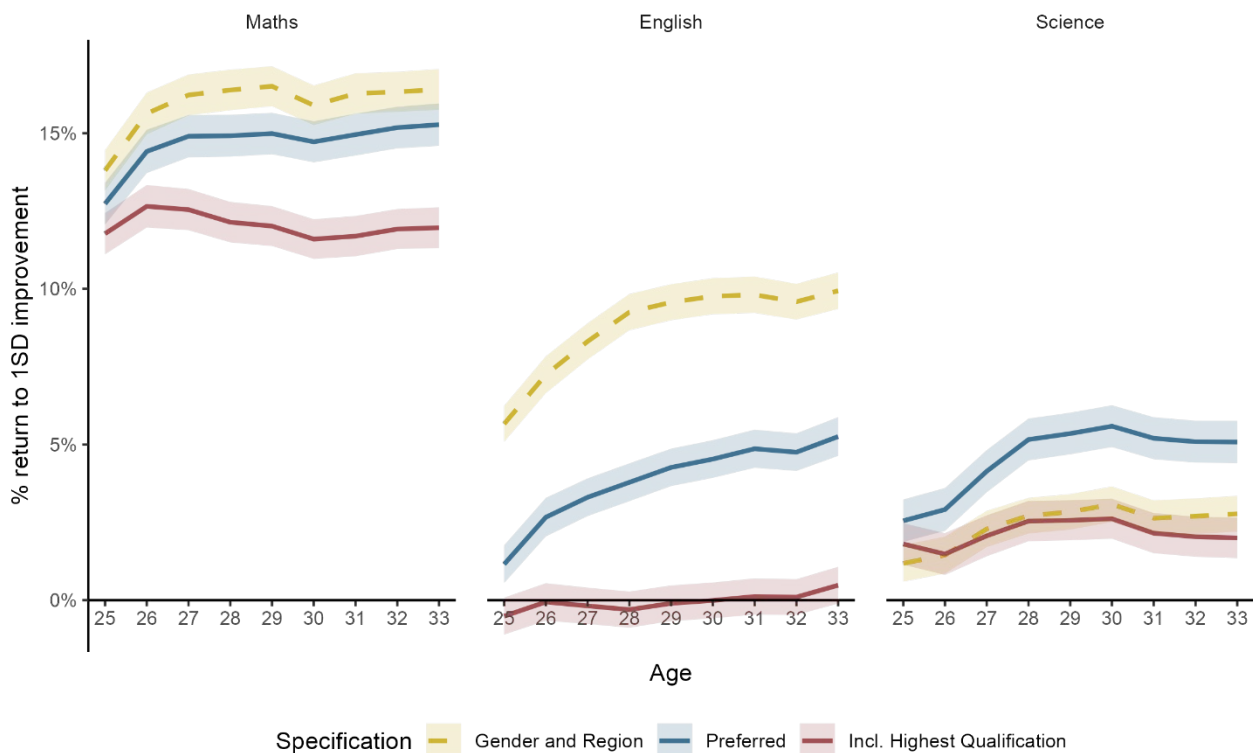 Maths English Science
% return to 1SD improvement
15%
10%
5%
0%
25 26 27 28 29 30 31 32 33 25 26 27 28 29 30 31 32 33 25 26 27 28 29 30 31 32 33
Age
Specification Gender and Region Preferred Incl. Highest Qualification